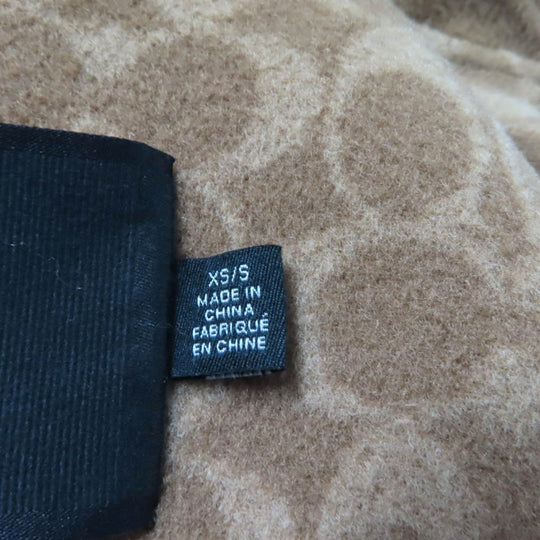 XS/S
MADE IN
CHINA
FABRIQUÉ
EN CHINE